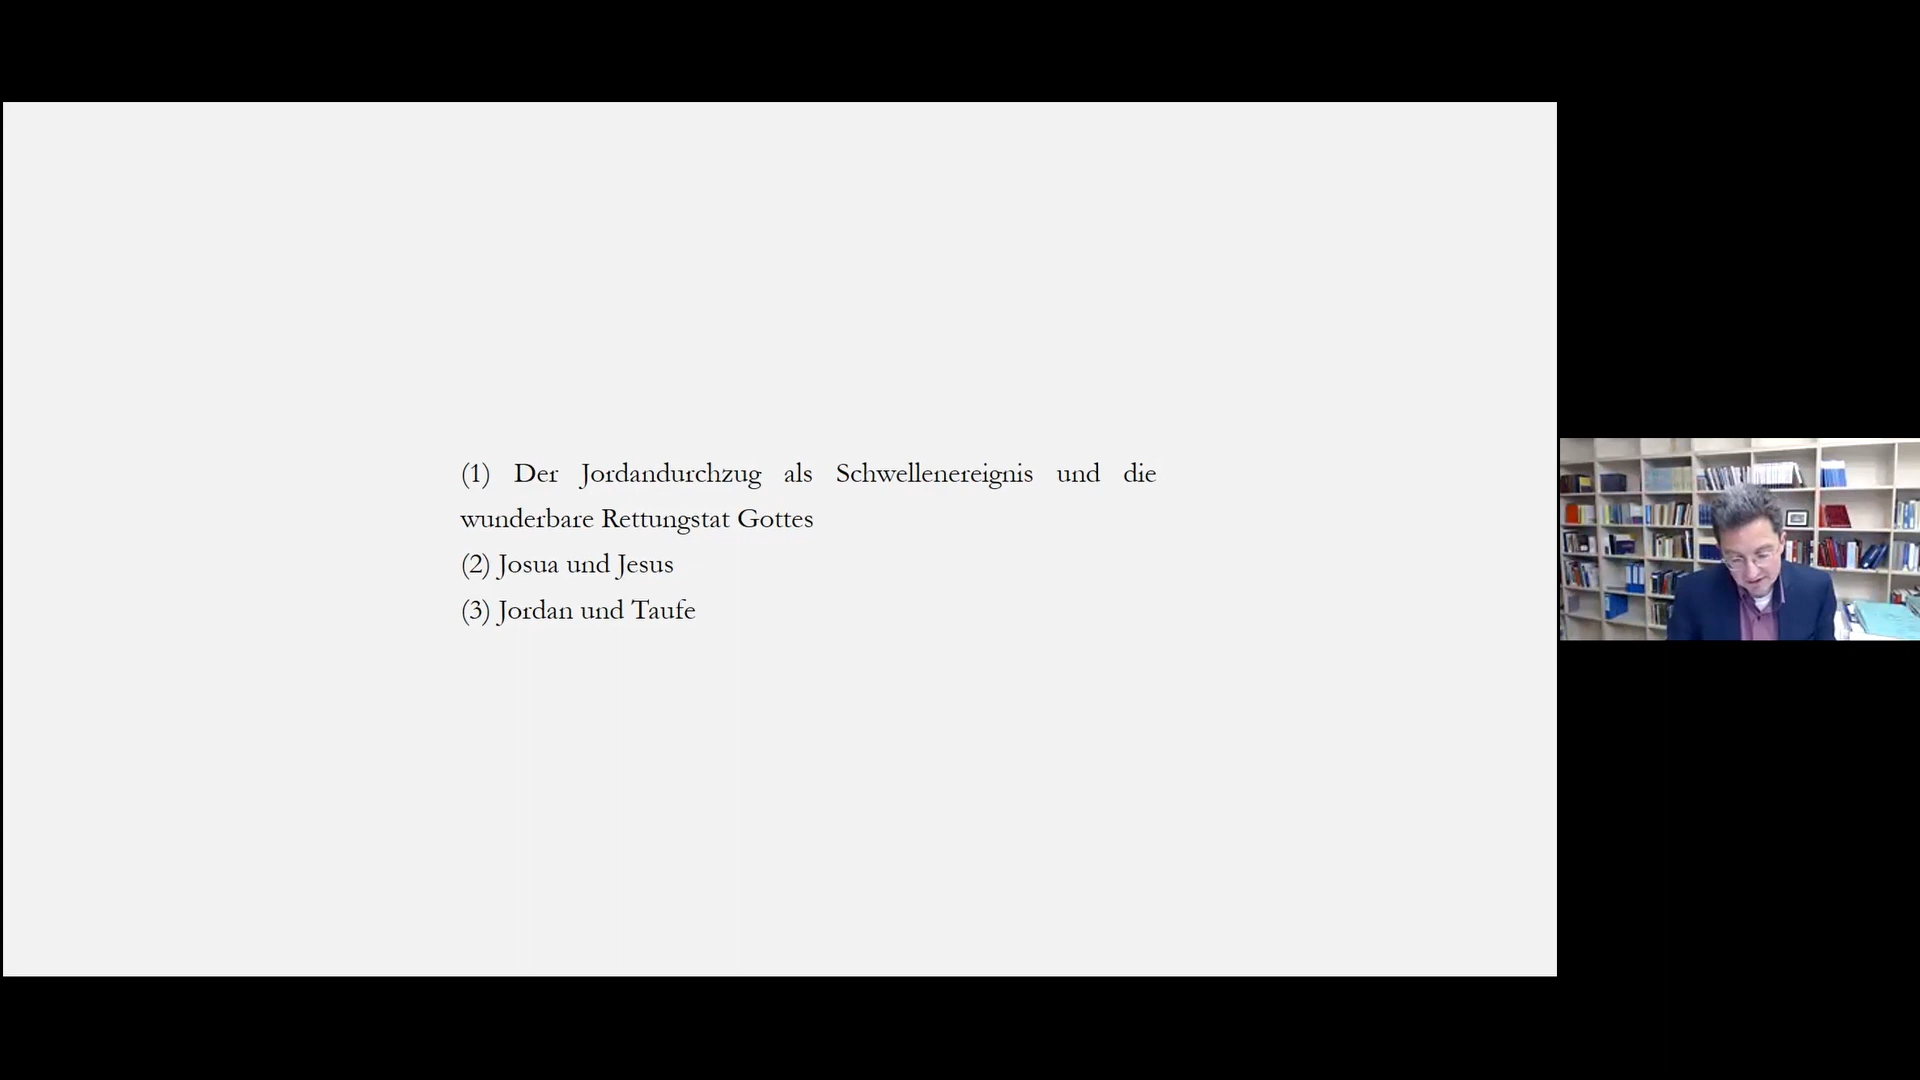 (1) Der Jordandurchzug als Schwellenereignis und die
wunderbare Rettungstat Gottes
(2) Josua und Jesus
(3) Jordan und Taufe